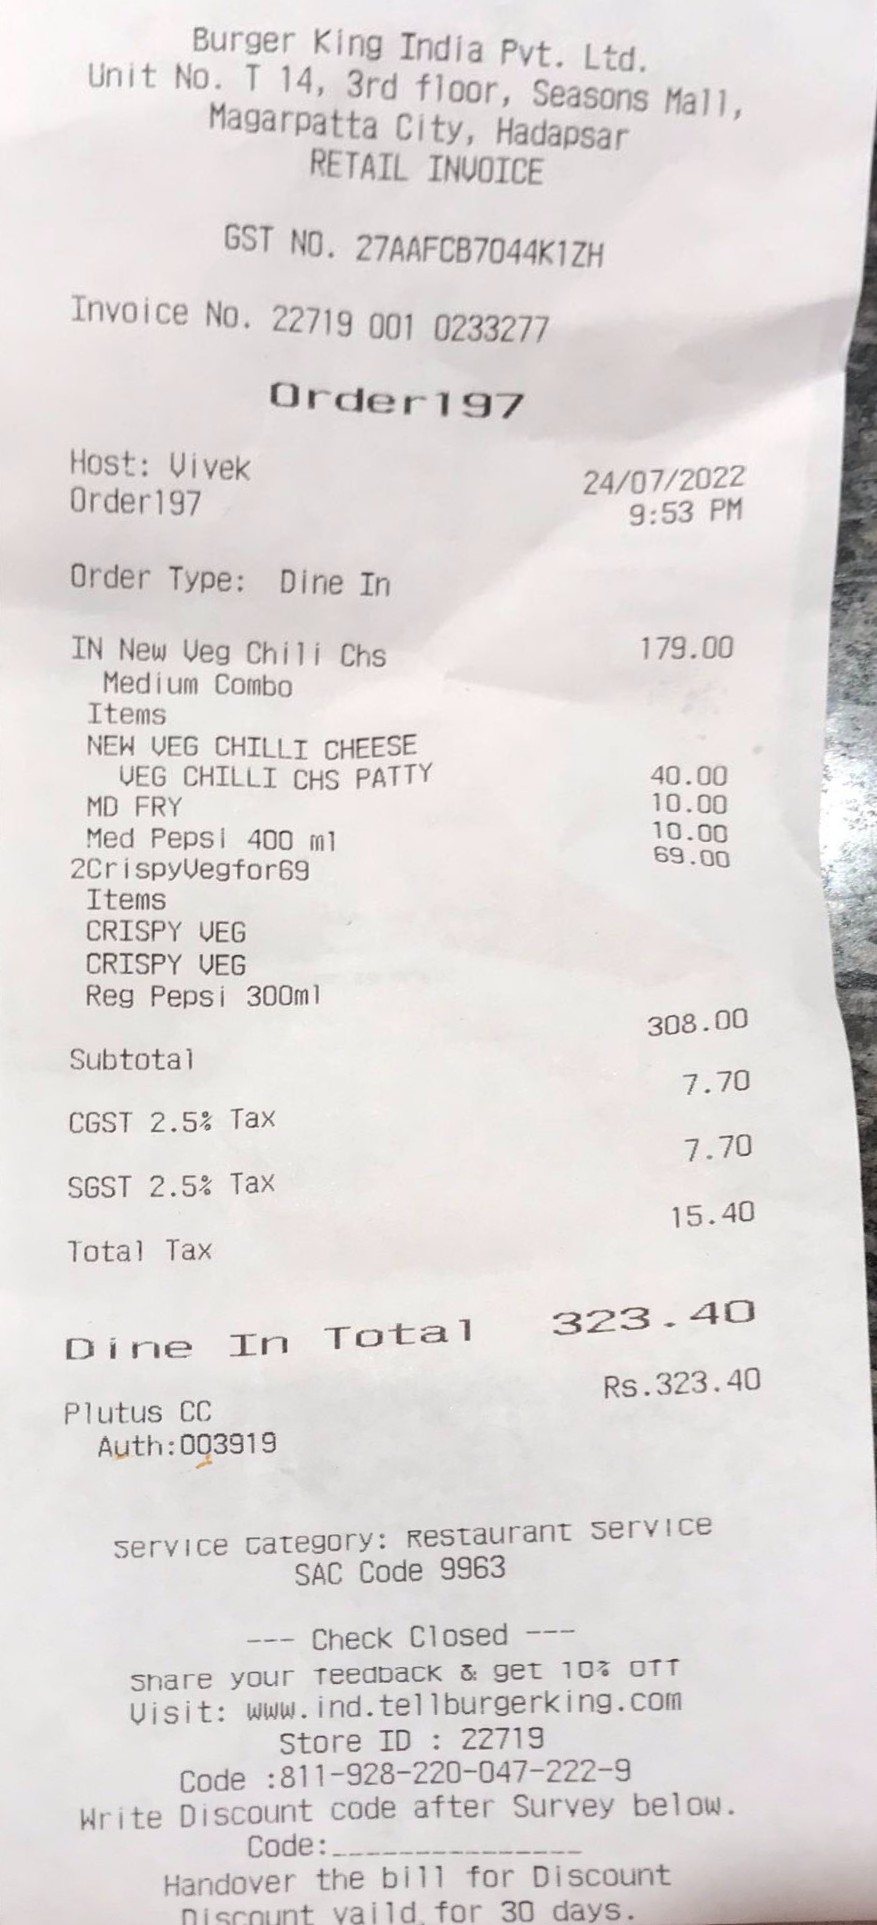 Burger King India Pvt. Ltd.
Unit No. T 14, 3rd floor, Seasons Mall,
Magarpatta City, Hadapsar
RETAIL INVOICE
GST NO. 27AAFCB7044K1ZH
Invoice No. 22719 001 0233277
Order197
Host: Vivek 24/07/2022
Order197 9:53 PM
Order Type: Dine In
IN New Veg Chili Chs 179.00
Medium Combo
Items
NEW VEG CHILLI CHEESE
VEG CHILLI CHS PATTY 40.00
MD FRY 10.00
Med Pepsi 400 ml 10.00
2CrispyVegfor69 69.00
Items
CRISPY VEG
CRISPY VEG
Reg Pepsi 300ml
Subtotal 308.00
CGST 2.5% Tax 7.70
SGST 2.5% Tax 7.70
Total Tax 15.40
Dine In Total 323.40
Plutus CC Rs.323.40
Auth:003919
Service Category: Restaurant Service
SAC Code 9963
--- Check Closed ---
Share your feedback & get 10% Off
Visit: www.ind.tellburgerking.com
Store ID : 22719
Code :811-928-220-047-222-9
Write Discount code after Survey below.
Code:_______________
Handover the bill for Discount
Discount vaild for 30 days.